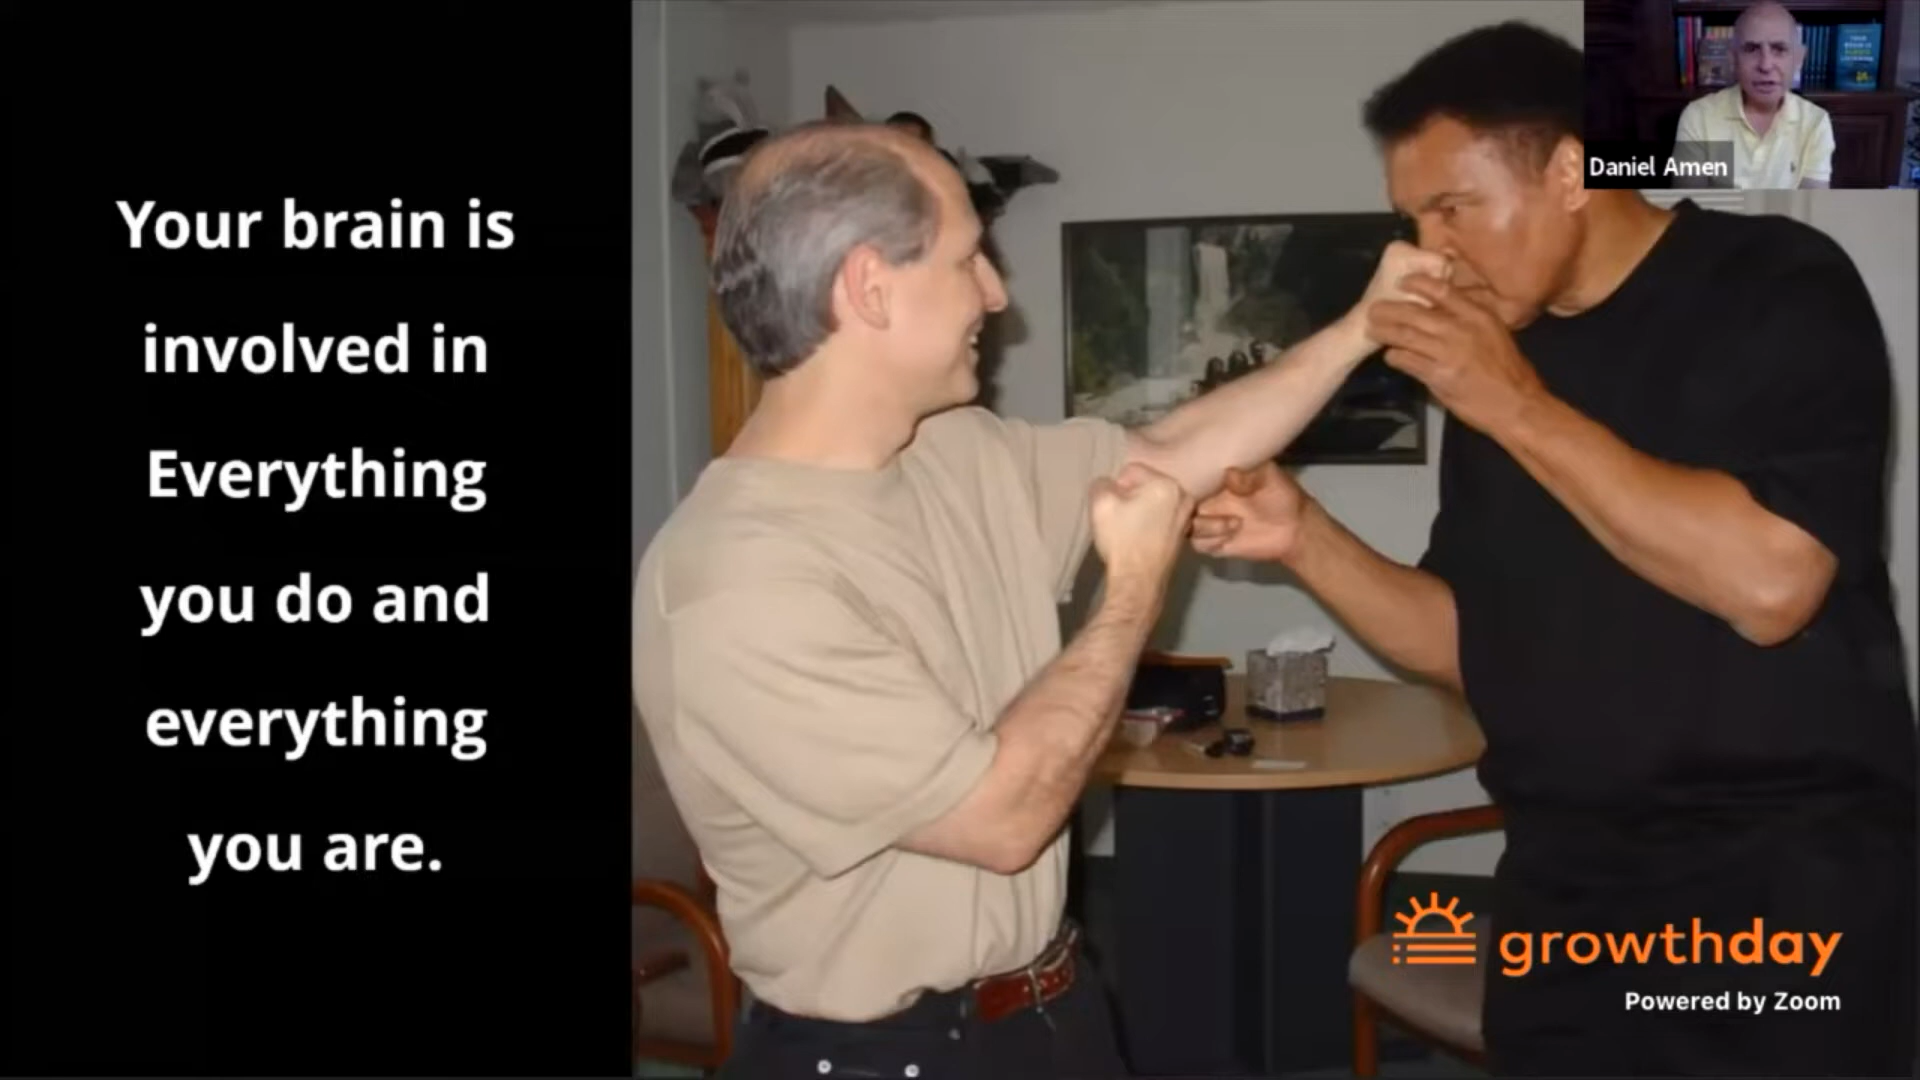 Your brain is
involved in
Everything
you do and
everything
you are.
Daniel Amen
growthday
Powered by Zoom